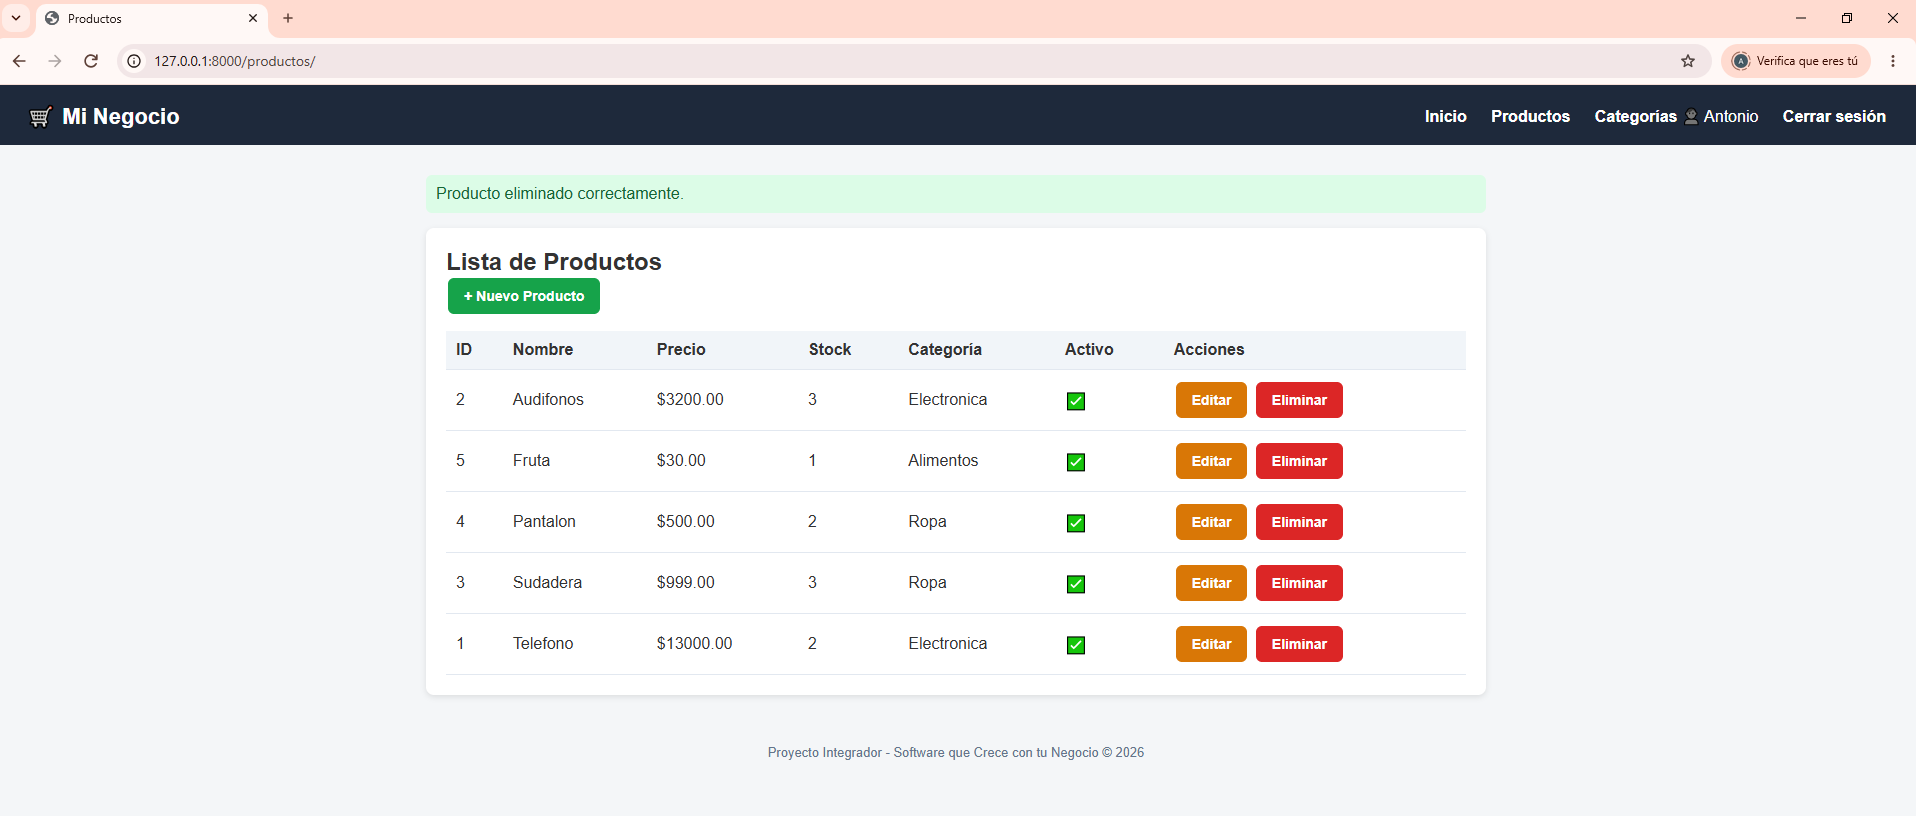 Productos
127.0.0.1:8000/productos/
Verifica que eres tú
Mi Negocio
Inicio Productos Categorías Antonio Cerrar sesión
Producto eliminado correctamente.
Lista de Productos
+ Nuevo Producto
ID Nombre Precio Stock Categoría Activo Acciones
2 Audifonos $3200.00 3 Electronica Editar Eliminar
5 Fruta $30.00 1 Alimentos Editar Eliminar
4 Pantalon $500.00 2 Ropa Editar Eliminar
3 Sudadera $999.00 3 Ropa Editar Eliminar
1 Telefono $13000.00 2 Electronica Editar Eliminar
Proyecto Integrador - Software que Crece con tu Negocio © 2026